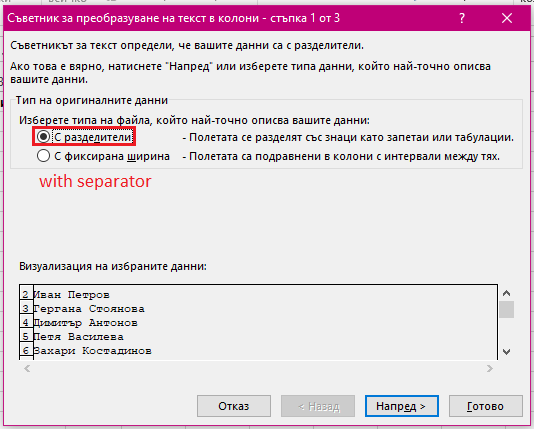 Съветник за преобразуване на текст в колони - стъпка 1 от 3
Съветникът за текст определи, че вашите данни са с разделители.
Ако това е вярно, натиснете "Напред" или изберете типа данни, който най-точно описва
вашите данни.
Тип на оригиналните данни
Изберете типа на файла, който най-точно описва вашите данни:
С разделители - Полетата се разделят със знаци като запетаи или табулации.
С фиксирана ширина - Полетата са подравнени в колони с интервали между тях.
with separator
Визуализация на избраните данни:
2 Иван Петров
3 Гергана Стоянова
4 Димитър Антонов
5 Петя Василева
6 Захари Костадинов
Отказ < Назад Напред > Готово